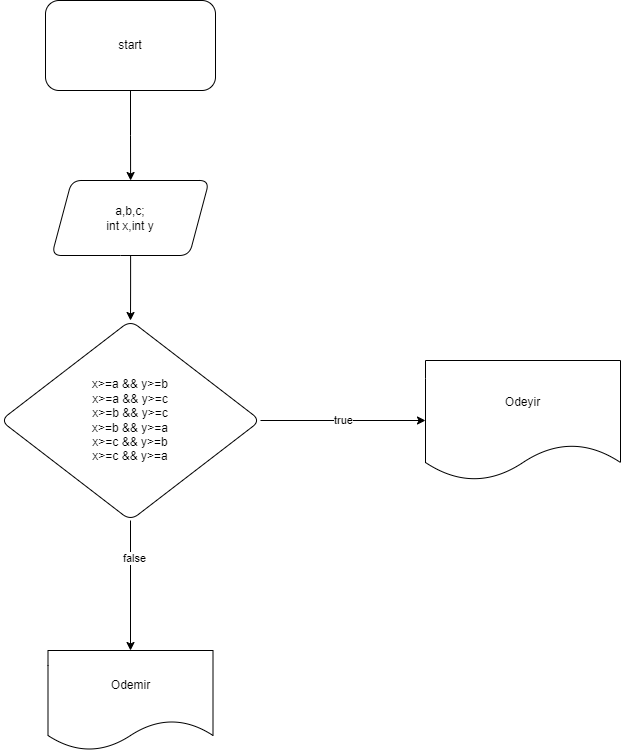 start
a,b,c;
int x,int y
x>=a && y>=b
x>=a && y>=c
x>=b && y>=c
x>=b && y>=a
x>=c && y>=b
x>=c && y>=a
true
Odeyir
false
Odemir